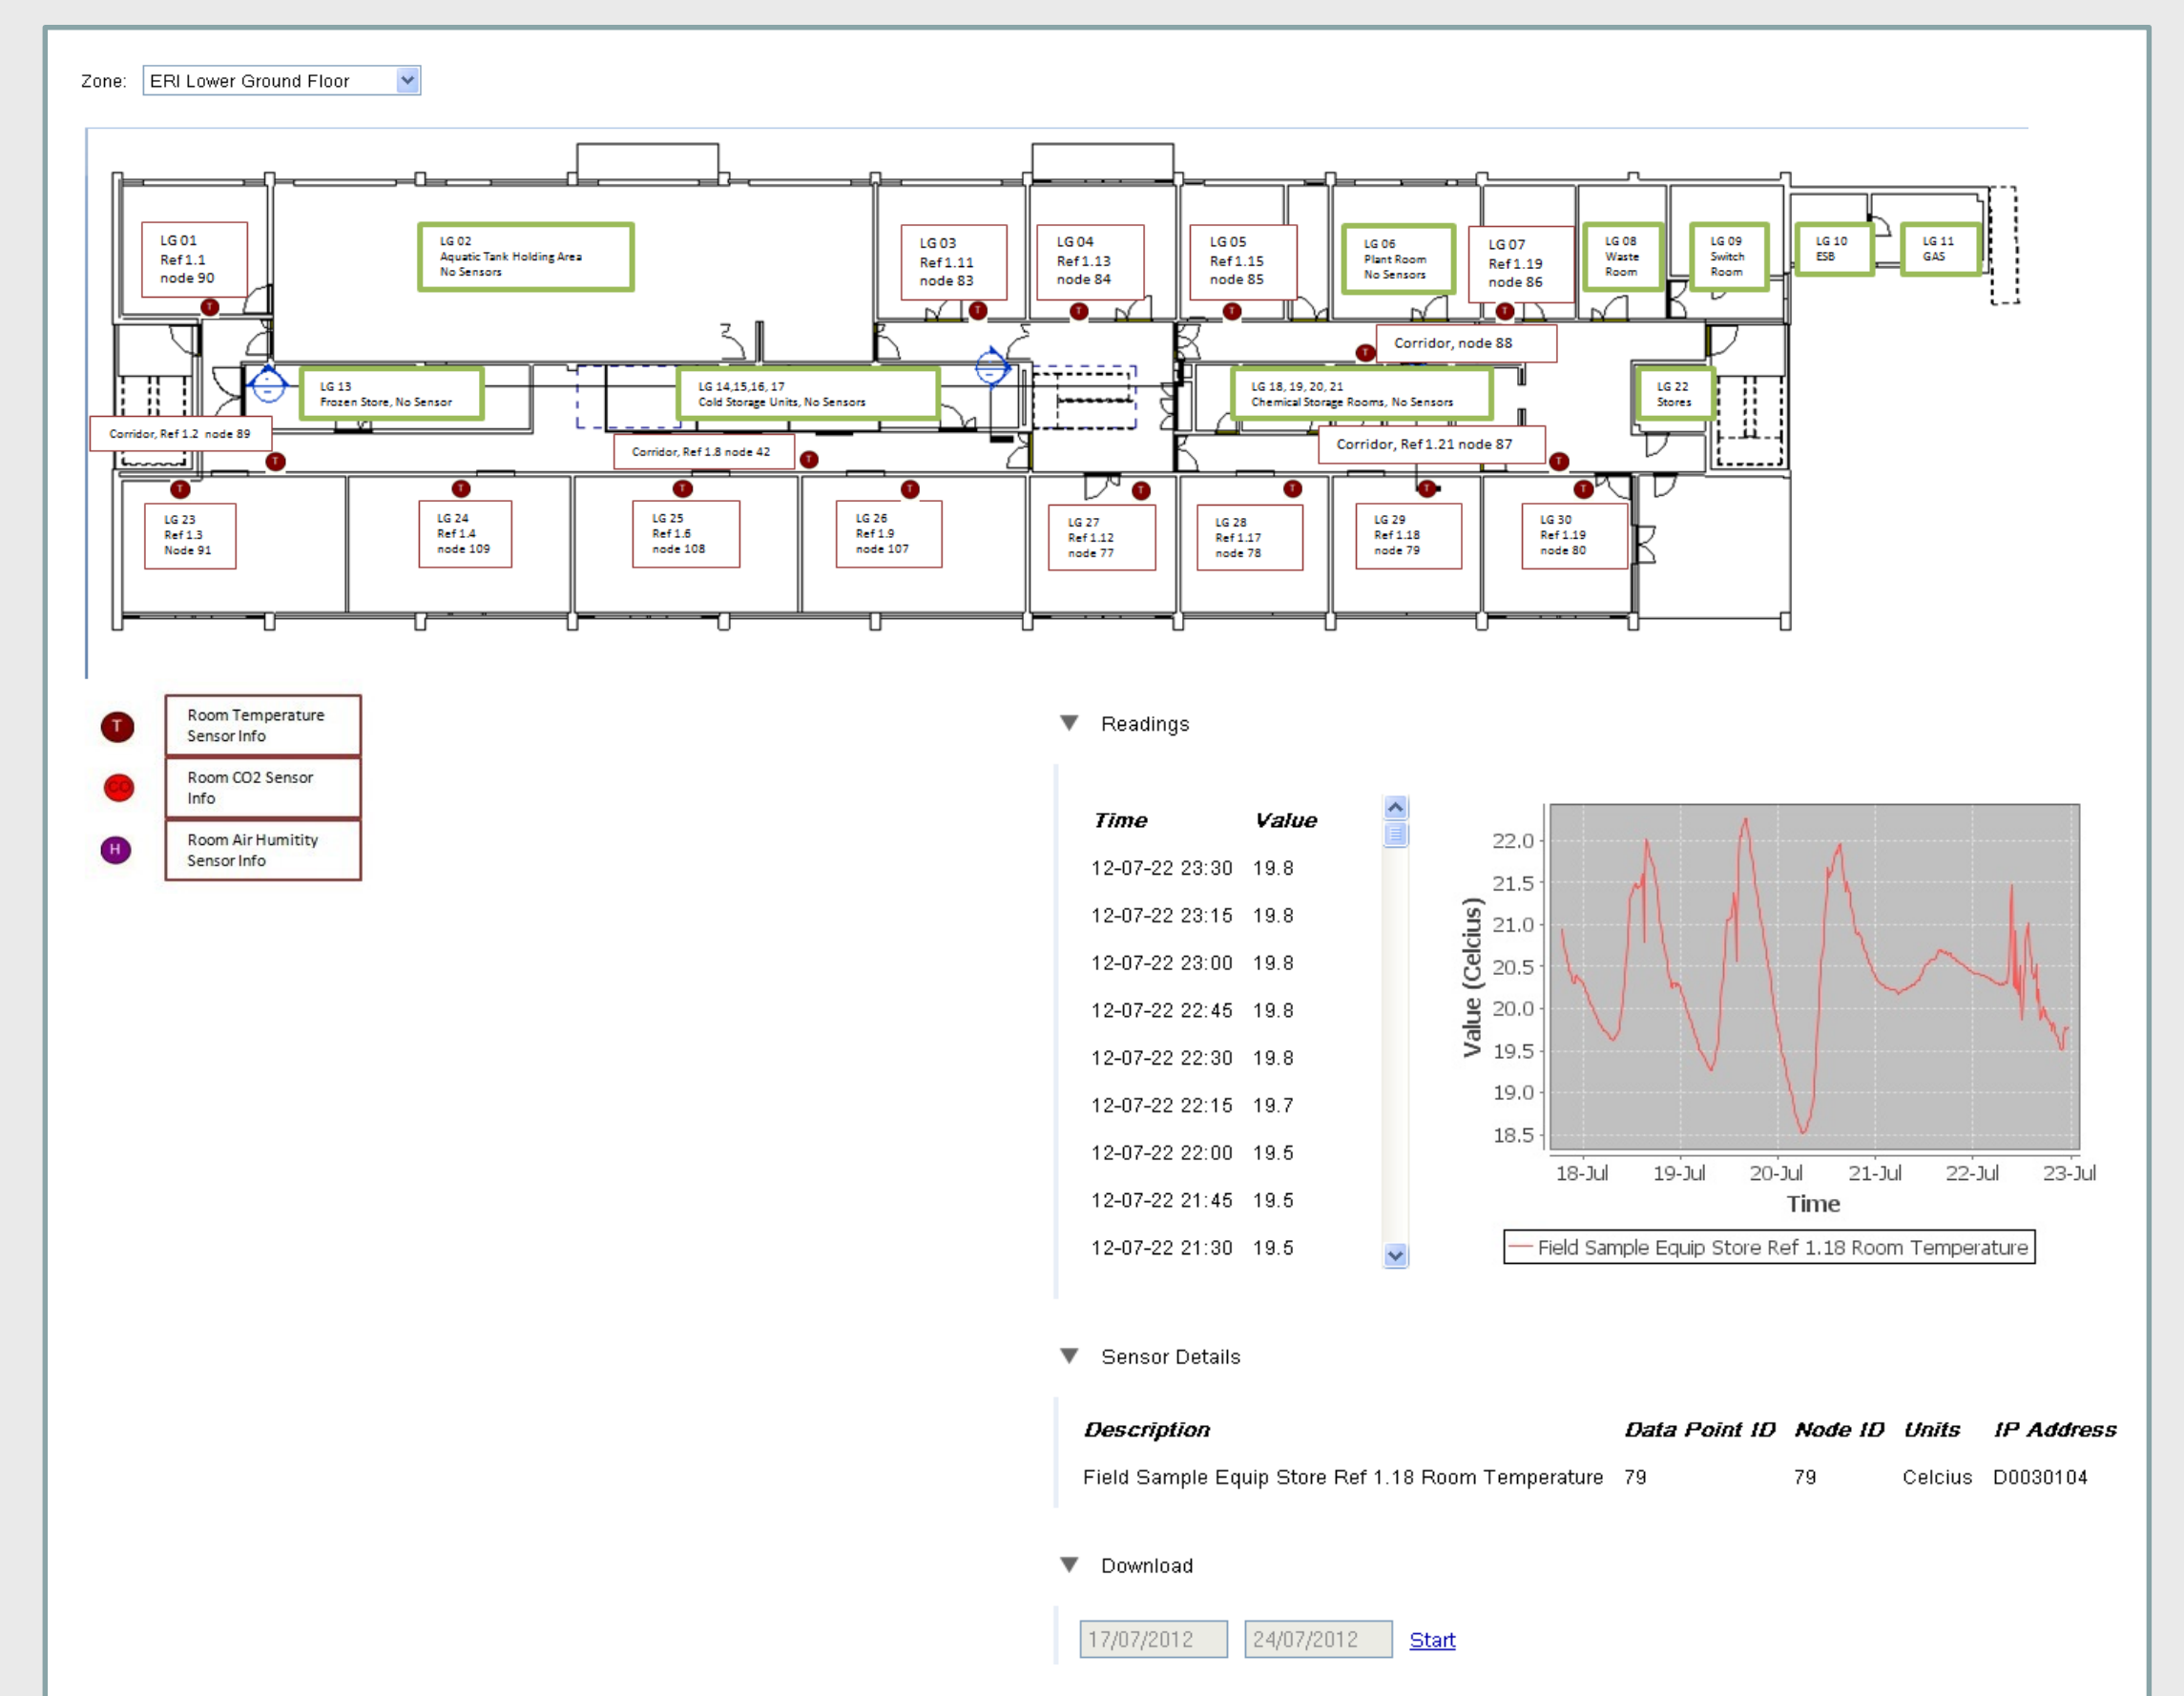 Zone: ERI Lower Ground Floor
LG 01
Ref 1.1
node 90
LG 02
Aquatic Tank Holding Area
No Sensors
LG 03
Ref 1.11
node 83
LG 04
Ref 1.13
node 84
LG 05
Ref 1.15
node 85
LG 06
Plant Room
No Sensors
LG 07
Ref 1.19
node 86
LG 08
Waste
Room
LG 09
Switch
Room
LG 10
ESB
LG 11
GAS
T
T
T
T
T
Corridor, node 88
T
LG 13
Frozen Store, No Sensor
LG 14,15,16, 17
Cold Storage Units, No Sensors
LG 18, 19, 20, 21
Chemical Storage Rooms, No Sensors
LG 22
Stores
Corridor, Ref 1.2 node 89
T
Corridor, Ref 1.8 node 42
T
Corridor, Ref 1.21 node 87
T
T
T
T
T
T
T
T
T
LG 23
Ref 1.3
Node 91
LG 24
Ref 1.4
node 109
LG 25
Ref 1.6
node 108
LG 26
Ref 1.9
node 107
LG 27
Ref 1.12
node 77
LG 28
Ref 1.17
node 78
LG 29
Ref 1.18
node 79
LG 30
Ref 1.19
node 80
T
Room Temperature
Sensor Info
CO
Room CO2 Sensor
Info
H
Room Air Humitity
Sensor Info
Readings
Time Value
12-07-22 23:30 19.8
12-07-22 23:15 19.8
12-07-22 23:00 19.8
12-07-22 22:45 19.8
12-07-22 22:30 19.8
12-07-22 22:15 19.7
12-07-22 22:00 19.5
12-07-22 21:45 19.5
12-07-22 21:30 19.5
Value (Celcius)
22.0
21.5
21.0
20.5
20.0
19.5
19.0
18.5
18-Jul 19-Jul 20-Jul 21-Jul 22-Jul 23-Jul
Time
Field Sample Equip Store Ref 1.18 Room Temperature
Sensor Details
Description Data Point ID Node ID Units IP Address
Field Sample Equip Store Ref 1.18 Room Temperature 79 79 Celcius D0030104
Download
17/07/2012 24/07/2012 Start